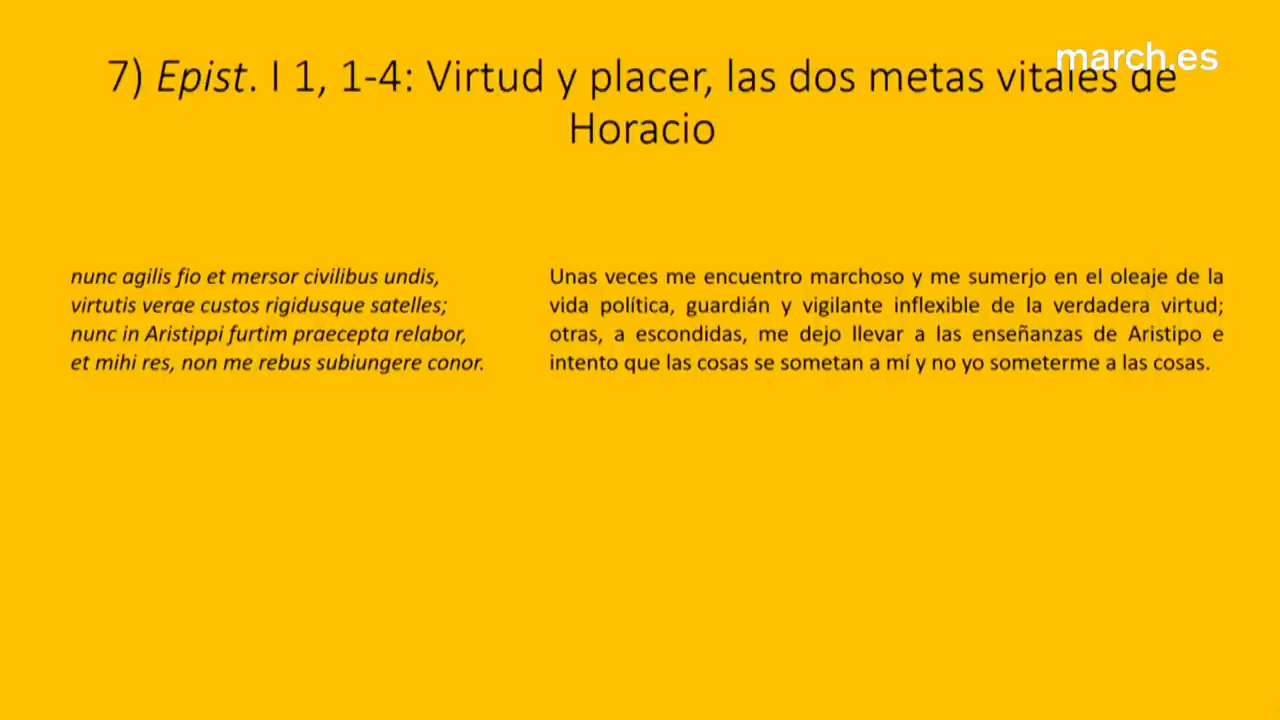 march.es
7) Epist. I 1, 1-4: Virtud y placer, las dos metas vitales de
Horacio
nunc agilis fio et mersor civilibus undis,
virtutis verae custos rigidusque satelles;
nunc in Aristippi furtim praecepta relabor,
et mihi res, non me rebus subiungere conor.
Unas veces me encuentro marchoso y me sumerjo en el oleaje de la
vida política, guardián y vigilante inflexible de la verdadera virtud;
otras, a escondidas, me dejo llevar a las enseñanzas de Aristipo e
intento que las cosas se sometan a mí y no yo someterme a las cosas.